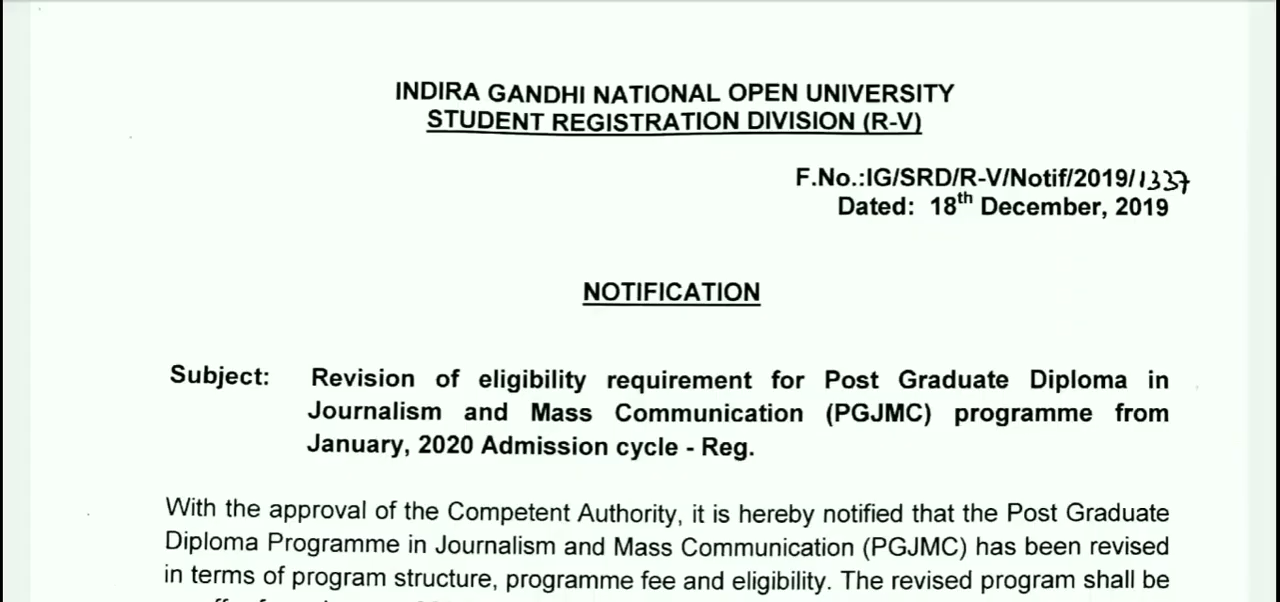 INDIRA GANDHI NATIONAL OPEN UNIVERSITY
STUDENT REGISTRATION DIVISION (R-V)
F.No.:IG/SRD/R-V/Notif/2019/1337
Dated: 18th December, 2019
NOTIFICATION
Subject: Revision of eligibility requirement for Post Graduate Diploma in
Journalism and Mass Communication (PGJMC) programme from
January, 2020 Admission cycle - Reg.
With the approval of the Competent Authority, it is hereby notified that the Post Graduate
Diploma Programme in Journalism and Mass Communication (PGJMC) has been revised
in terms of program structure, programme fee and eligibility. The revised program shall be